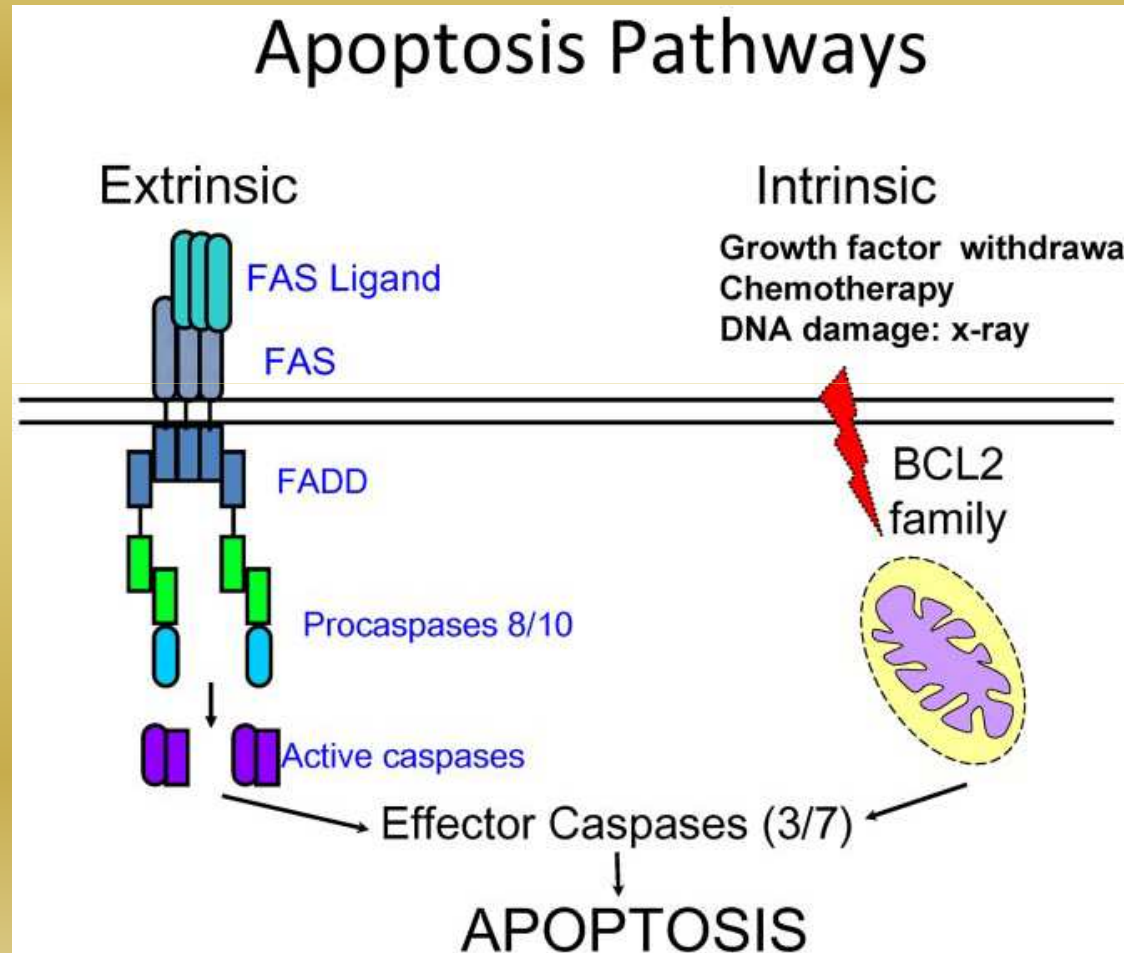 Apoptosis Pathways
Extrinsic
FAS Ligand
FAS
FADD
Procaspases 8/10
Active caspases
Intrinsic
Growth factor withdrawa
Chemotherapy
DNA damage: x-ray
BCL2
family
Effector Caspases (3/7)
APOPTOSIS